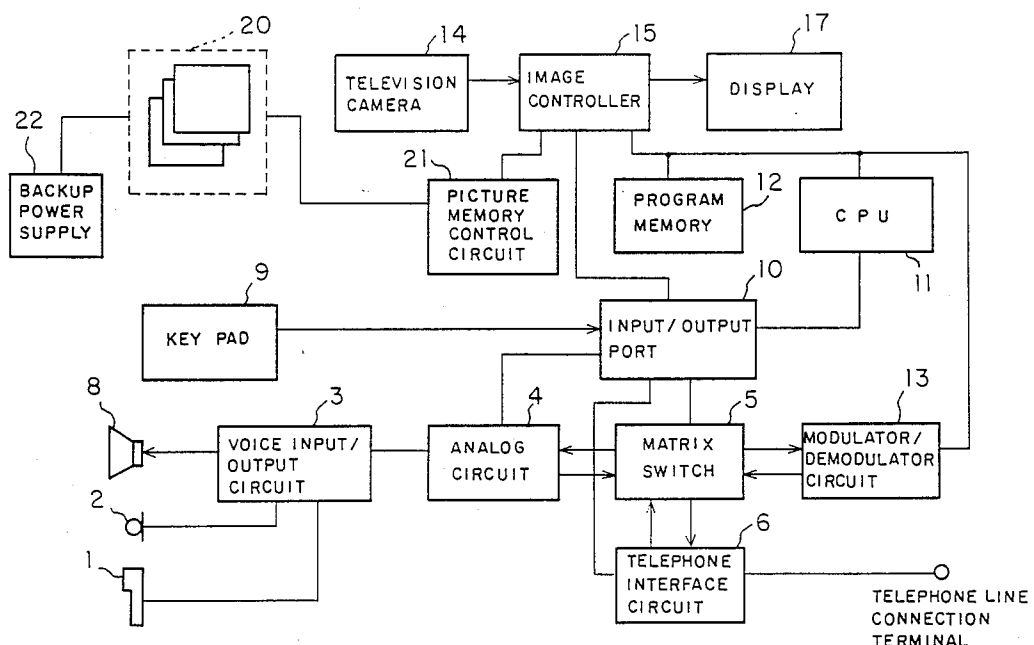 20
14
15
17
TELEVISION
CAMERA
IMAGE
CONTROLLER
DISPLAY
22
BACKUP
POWER
SUPPLY
21
PICTURE
MEMORY
CONTROL
CIRCUIT
PROGRAM
MEMORY
12
CPU
11
9
KEY PAD
10
INPUT/OUTPUT
PORT
8
3
VOICE INPUT/
OUTPUT
CIRCUIT
4
ANALOG
CIRCUIT
5
MATRIX
SWITCH
13
MODULATOR/
DEMODULATOR
CIRCUIT
2
1
6
TELEPHONE
INTERFACE
CIRCUIT
TELEPHONE LINE
CONNECTION
TERMINAL